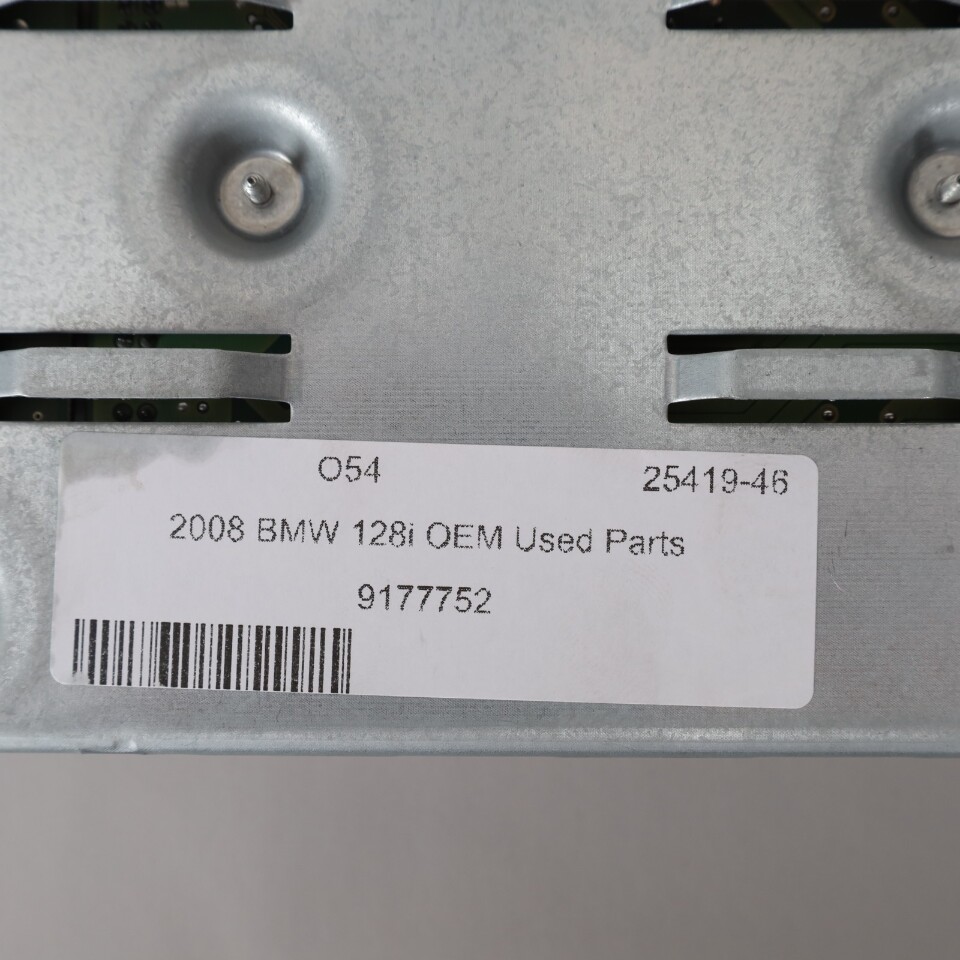 O54 25419-46
2008 BMW 128i OEM Used Parts
9177752